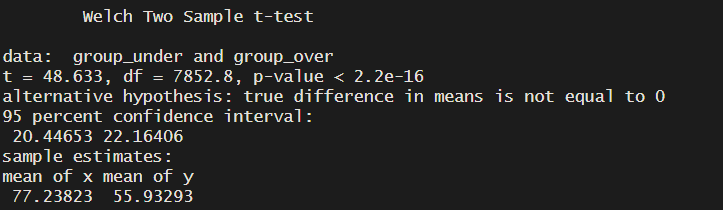 Welch Two Sample t-test
data:  group_under and group_over
t = 48.633, df = 7852.8, p-value < 2.2e-16
alternative hypothesis: true difference in means is not equal to 0
95 percent confidence interval:
 20.44653 22.16406
sample estimates:
mean of x mean of y
 77.23823  55.93293